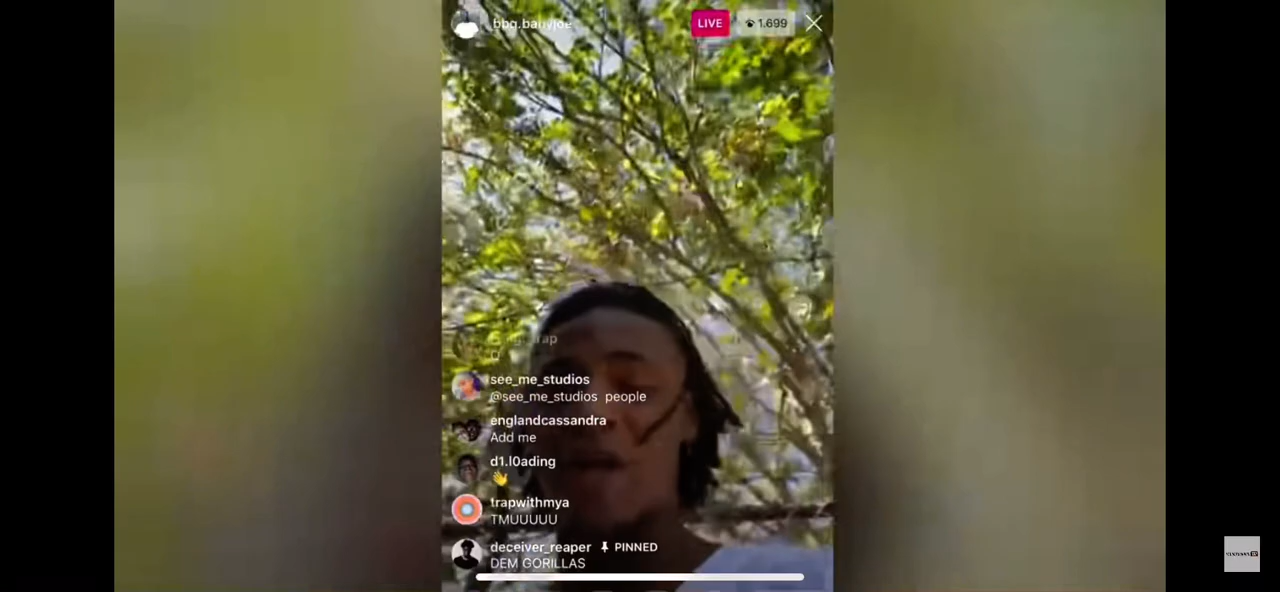 bbg.babyjoe
LIVE
1,699
see_me_studios
@see_me_studios people
englandcassandra
Add me
d1.l0ading
👋
trapwithmya
TMUUUUU
deceiver_reaper PINNED
DEM GORILLAS